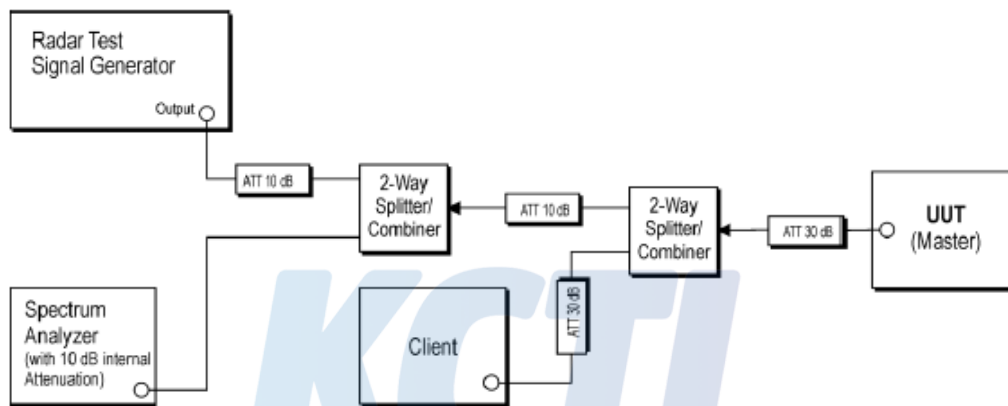 Radar Test
Signal Generator
Output
ATT 10 dB
2-Way
Splitter/
Combiner
ATT 10 dB
2-Way
Splitter/
Combiner
ATT 30 dB
UUT
(Master)
Spectrum
Analyzer
(with 10 dB internal
Attenuation)
Client
ATT 30 dB
KCTL